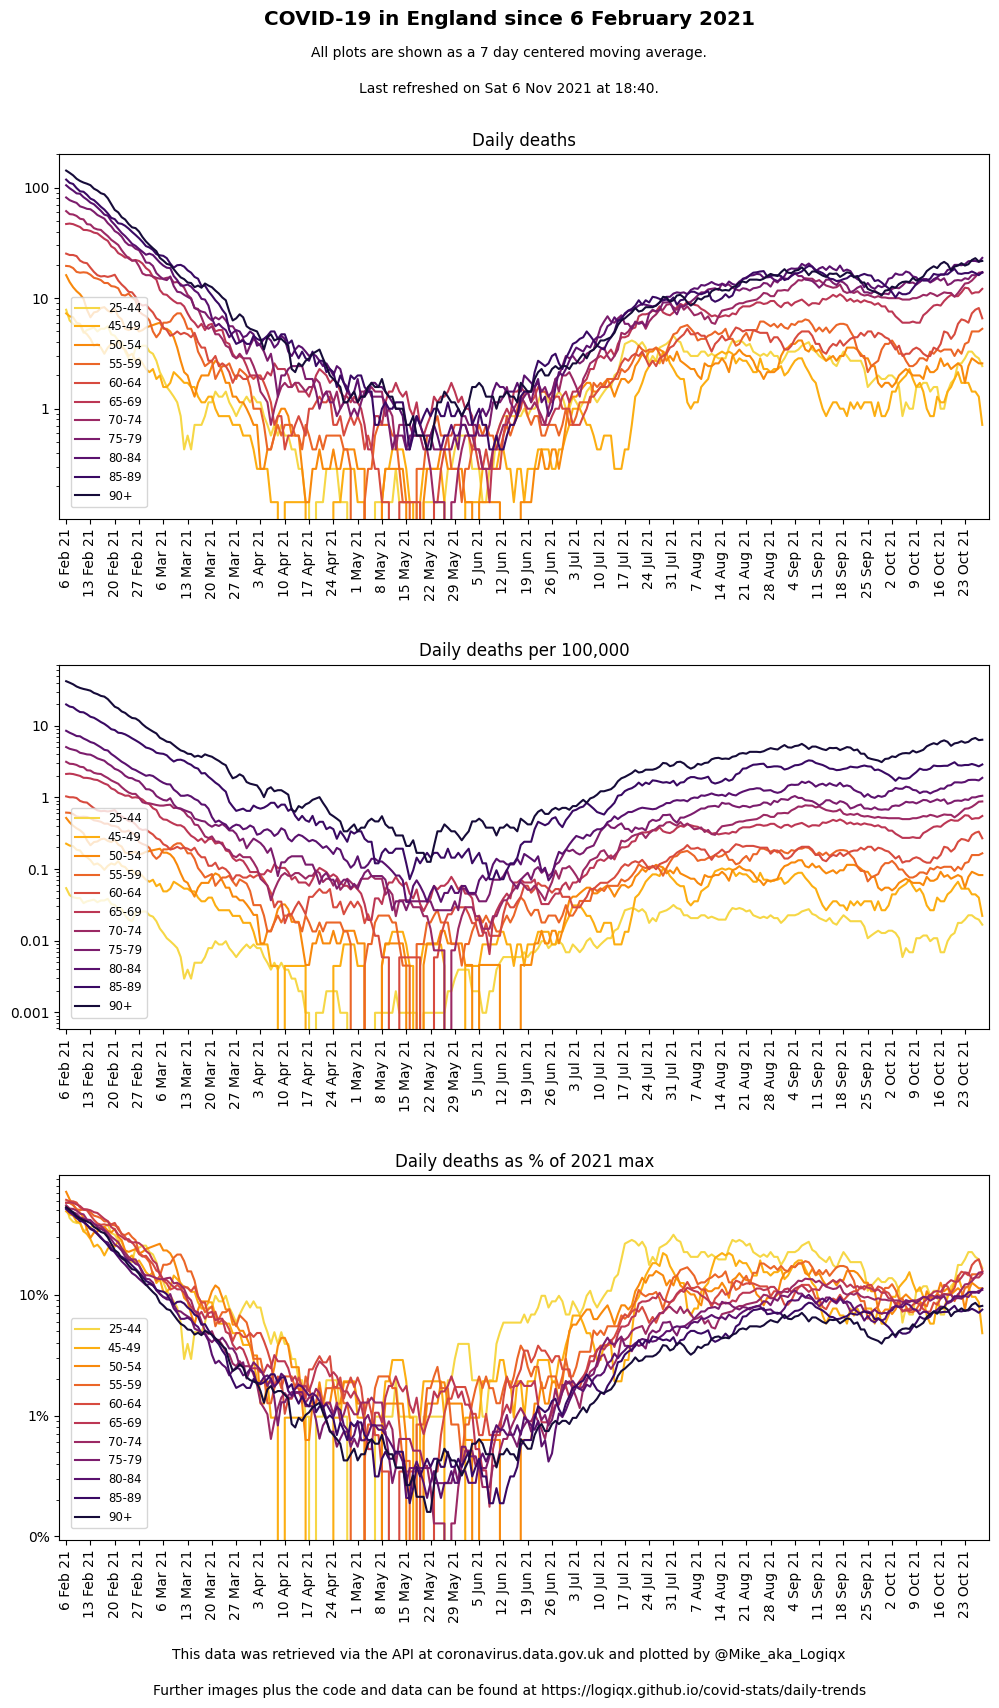 COVID-19 in England since 6 February 2021
All plots are shown as a 7 day centered moving average.
Last refreshed on Sat 6 Nov 2021 at 18:40.
Daily deaths
100
10
1
25-44
45-49
50-54
55-59
60-64
65-69
70-74
75-79
80-84
85-89
90+
6 Feb 21
13 Feb 21
20 Feb 21
27 Feb 21
6 Mar 21
13 Mar 21
20 Mar 21
27 Mar 21
3 Apr 21
10 Apr 21
17 Apr 21
24 Apr 21
1 May 21
8 May 21
15 May 21
22 May 21
29 May 21
5 Jun 21
12 Jun 21
19 Jun 21
26 Jun 21
3 Jul 21
10 Jul 21
17 Jul 21
24 Jul 21
31 Jul 21
7 Aug 21
14 Aug 21
21 Aug 21
28 Aug 21
4 Sep 21
11 Sep 21
18 Sep 21
25 Sep 21
2 Oct 21
9 Oct 21
16 Oct 21
23 Oct 21
Daily deaths per 100,000
10
1
0.1
0.01
0.001
25-44
45-49
50-54
55-59
60-64
65-69
70-74
75-79
80-84
85-89
90+
6 Feb 21
13 Feb 21
20 Feb 21
27 Feb 21
6 Mar 21
13 Mar 21
20 Mar 21
27 Mar 21
3 Apr 21
10 Apr 21
17 Apr 21
24 Apr 21
1 May 21
8 May 21
15 May 21
22 May 21
29 May 21
5 Jun 21
12 Jun 21
19 Jun 21
26 Jun 21
3 Jul 21
10 Jul 21
17 Jul 21
24 Jul 21
31 Jul 21
7 Aug 21
14 Aug 21
21 Aug 21
28 Aug 21
4 Sep 21
11 Sep 21
18 Sep 21
25 Sep 21
2 Oct 21
9 Oct 21
16 Oct 21
23 Oct 21
Daily deaths as % of 2021 max
10%
1%
0%
25-44
45-49
50-54
55-59
60-64
65-69
70-74
75-79
80-84
85-89
90+
6 Feb 21
13 Feb 21
20 Feb 21
27 Feb 21
6 Mar 21
13 Mar 21
20 Mar 21
27 Mar 21
3 Apr 21
10 Apr 21
17 Apr 21
24 Apr 21
1 May 21
8 May 21
15 May 21
22 May 21
29 May 21
5 Jun 21
12 Jun 21
19 Jun 21
26 Jun 21
3 Jul 21
10 Jul 21
17 Jul 21
24 Jul 21
31 Jul 21
7 Aug 21
14 Aug 21
21 Aug 21
28 Aug 21
4 Sep 21
11 Sep 21
18 Sep 21
25 Sep 21
2 Oct 21
9 Oct 21
16 Oct 21
23 Oct 21
This data was retrieved via the API at coronavirus.data.gov.uk and plotted by @Mike_aka_Logiqx
Further images plus the code and data can be found at https://logiqx.github.io/covid-stats/daily-trends